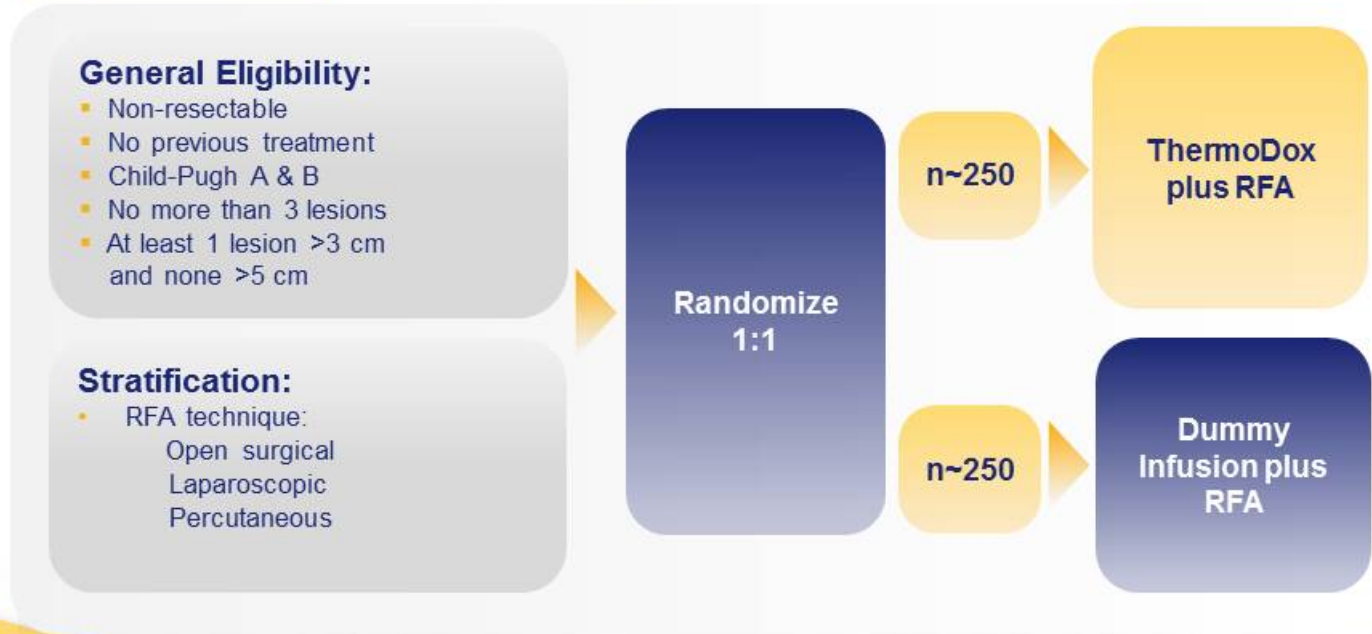 General Eligibility:
▪ Non-resectable
▪ No previous treatment
▪ Child-Pugh A & B
▪ No more than 3 lesions
▪ At least 1 lesion >3 cm
and none >5 cm
Stratification:
• RFA technique:
Open surgical
Laparoscopic
Percutaneous
Randomize
1:1
n~250
ThermoDox
plus RFA
n~250
Dummy
Infusion plus
RFA